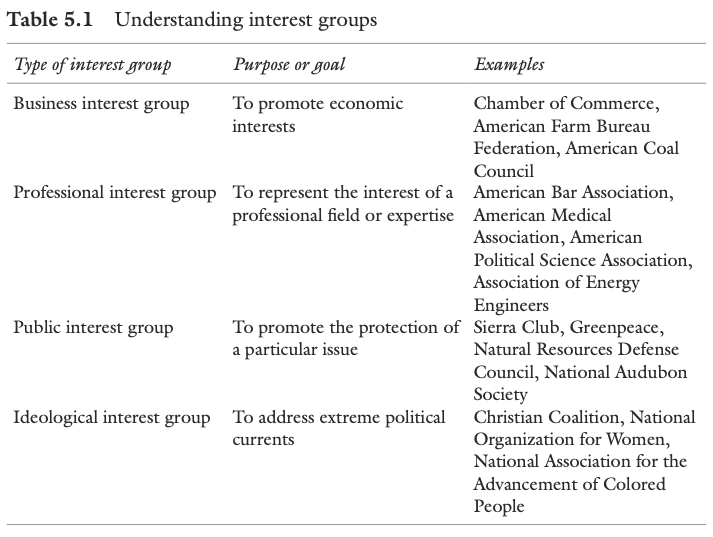 Table 5.1 Understanding interest groups
Type of interest group Purpose or goal Examples
Business interest group To promote economic Chamber of Commerce,
interests American Farm Bureau
Federation, American Coal
Council
Professional interest group To represent the interest of a American Bar Association,
professional field or expertise American Medical
Association, American
Political Science Association,
Association of Energy
Engineers
Public interest group To promote the protection of Sierra Club, Greenpeace,
a particular issue Natural Resources Defense
Council, National Audubon
Society
Ideological interest group To address extreme political Christian Coalition, National
currents Organization for Women,
National Association for the
Advancement of Colored
People